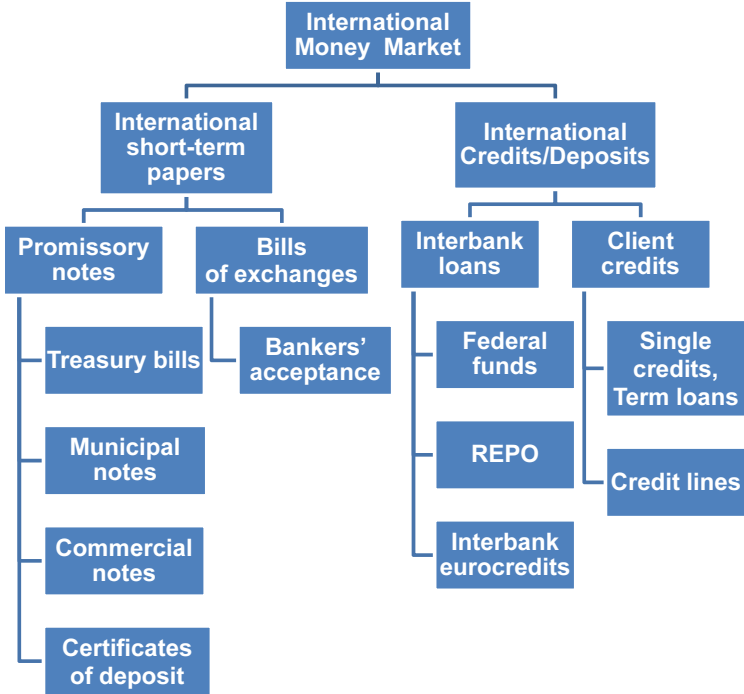 International
Money Market
International
short-term
papers
International
Credits/Deposits
Promissory
notes
Bills
of exchanges
Interbank
loans
Client
credits
Treasury bills
Bankers’
acceptance
Federal
funds
Single
credits,
Term loans
Municipal
notes
REPO
Credit lines
Commercial
notes
Interbank
eurocredits
Certificates
of deposit